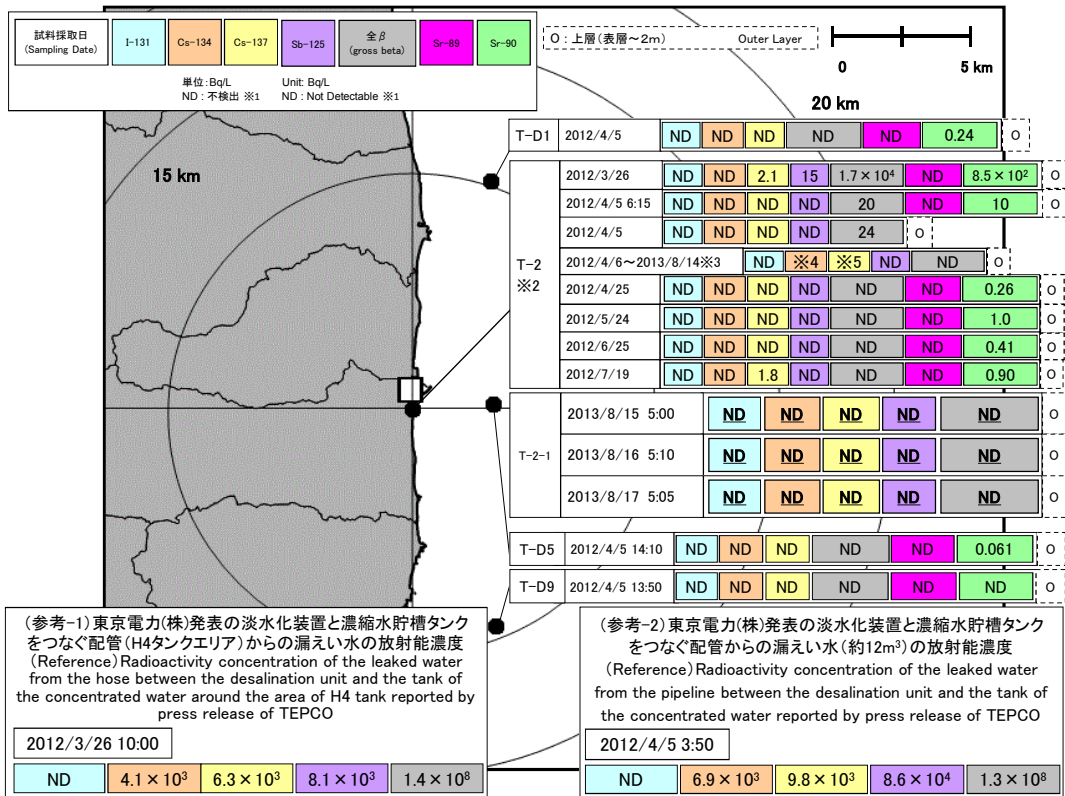 試料採取日
(Sampling Date)
I-131
Cs-134
Cs-137
Sb-125
全β
(gross beta)
Sr-89
Sr-90
単位:Bq/L Unit: Bq/L
ND : 不検出 ※1 ND : Not Detectable ※1
O : 上層(表層~2m) Outer Layer
0 5 km
20 km
15 km
T-D1 2012/4/5 ND ND ND ND ND 0.24 O
T-2
※2
2012/3/26 ND ND 2.1 15 1.7 × 10⁴ ND 8.5 × 10² O
2012/4/5 6:15 ND ND ND ND 20 ND 10 O
2012/4/5 ND ND ND ND 24 O
2012/4/6~2013/8/14※3 ND ※4 ※5 ND ND O
2012/4/25 ND ND ND ND ND ND 0.26 O
2012/5/24 ND ND ND ND ND ND 1.0 O
2012/6/25 ND ND ND ND ND ND 0.41 O
2012/7/19 ND ND 1.8 ND ND ND 0.90 O
T-2-1
2013/8/15 5:00 ND ND ND ND ND O
2013/8/16 5:10 ND ND ND ND ND O
2013/8/17 5:05 ND ND ND ND ND O
T-D5 2012/4/5 14:10 ND ND ND ND ND 0.061 O
T-D9 2012/4/5 13:50 ND ND ND ND ND ND O
(参考-1)東京電力(株)発表の淡水化装置と濃縮水貯槽タンク
をつなぐ配管(H4タンクエリア)からの漏えい水の放射能濃度
(Reference)Radioactivity concentration of the leaked water
from the hose between the desalination unit and the tank of
the concentrated water around the area of H4 tank reported by
press release of TEPCO
2012/3/26 10:00
ND 4.1 × 10³ 6.3 × 10³ 8.1 × 10³ 1.4 × 10⁸
(参考-2)東京電力(株)発表の淡水化装置と濃縮水貯槽タンク
をつなぐ配管からの漏えい水(約12m³)の放射能濃度
(Reference)Radioactivity concentration of the leaked water
from the pipeline between the desalination unit and the tank of
the concentrated water reported by press release of TEPCO
2012/4/5 3:50
ND 6.9 × 10³ 9.8 × 10³ 8.6 × 10⁴ 1.3 × 10⁸